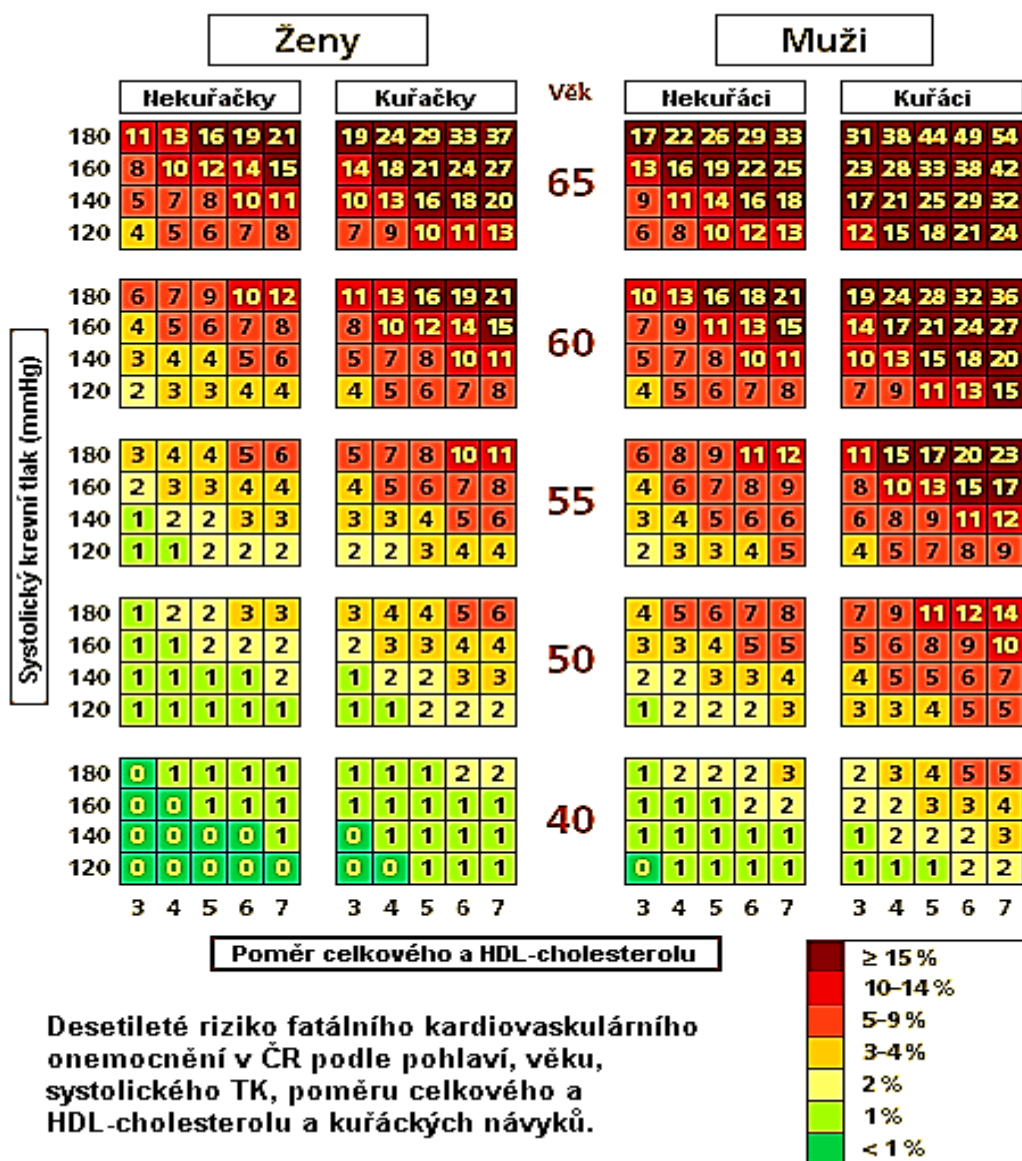 Ženy Muži
Nekuřačky Kuřačky Věk Nekuřáci Kuřáci
180 11 13 16 19 21 19 24 29 33 37 17 22 26 29 33 31 38 44 49 54
160 8 10 12 14 15 14 18 21 24 27 13 16 19 22 25 23 28 33 38 42
65
140 5 7 8 10 11 10 13 16 18 20 9 11 14 16 18 17 21 25 29 32
120 4 5 6 7 8 7 9 10 11 13 6 8 10 12 13 12 15 18 21 24
180 6 7 9 10 12 11 13 16 19 21 10 13 16 18 21 19 24 28 32 36
160 4 5 6 7 8 8 10 12 14 15 7 9 11 13 15 14 17 21 24 27
60
140 3 4 4 5 6 5 7 8 10 11 5 7 8 10 11 10 13 15 18 20
120 2 3 3 4 4 4 5 6 7 8 4 5 6 7 8 7 9 11 13 15
Systolický krevní tlak (mmHg)
180 3 4 4 5 6 5 7 8 10 11 6 8 9 11 12 11 15 17 20 23
160 2 3 3 4 4 4 5 6 7 8 4 6 7 8 9 8 10 13 15 17
55
140 1 2 2 3 3 3 3 4 5 6 3 4 5 6 6 6 8 9 11 12
120 1 1 2 2 2 2 2 3 4 4 2 3 3 4 5 4 5 7 8 9
180 1 2 2 3 3 3 4 4 5 6 4 5 6 7 8 7 9 11 12 14
160 1 1 2 2 2 2 3 3 4 4 3 3 4 5 5 5 6 8 9 10
50
140 1 1 1 1 2 1 2 2 3 3 2 2 3 3 4 4 5 5 6 7
120 1 1 1 1 1 1 1 2 2 2 1 2 2 2 3 3 3 4 5 5
180 0 1 1 1 1 1 1 1 2 2 1 2 2 2 3 2 3 4 5 5
160 0 0 1 1 1 1 1 1 1 1 1 1 1 2 2 2 2 3 3 4
40
140 0 0 0 0 1 0 1 1 1 1 1 1 1 1 1 1 2 2 2 3
120 0 0 0 0 0 0 0 1 1 1 0 1 1 1 1 1 1 1 2 2
3 4 5 6 7 3 4 5 6 7 3 4 5 6 7 3 4 5 6 7
Poměr celkového a HDL-cholesterolu
≥ 15 %
10–14 %
5–9 %
3–4 %
2 %
1 %
< 1 %
Desetileté riziko fatálního kardiovaskulárního
onemocnění v ČR podle pohlaví, věku,
systolického TK, poměru celkového a
HDL-cholesterolu a kuřáckých návyků.